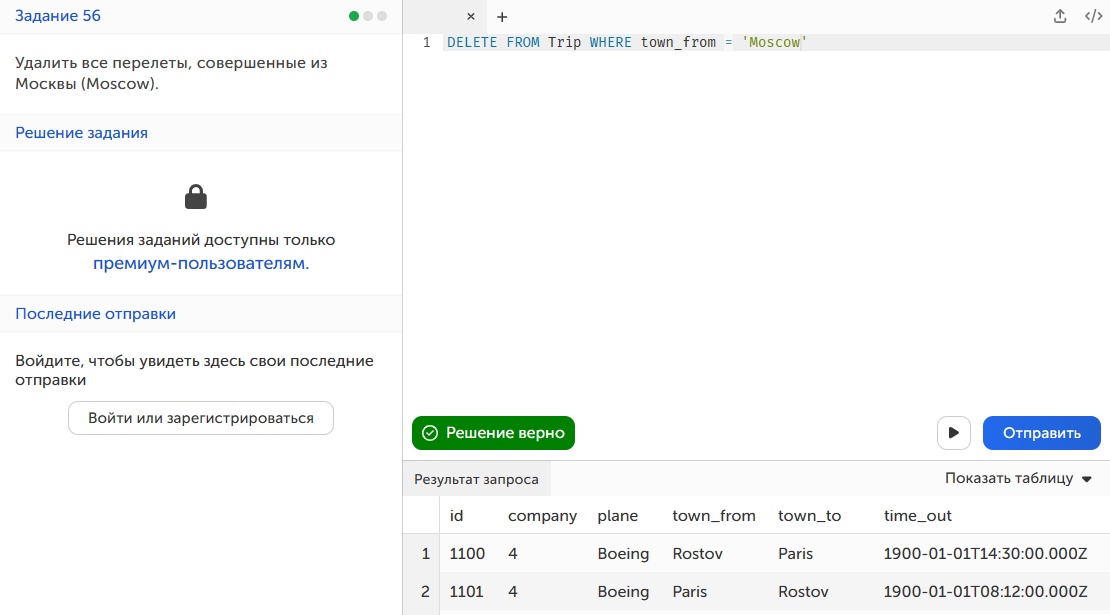 Задание 56
Удалить все перелеты, совершенные из
Москвы (Moscow).
Решение задания
Решения заданий доступны только
премиум-пользователям.
Последние отправки
Войдите, чтобы увидеть здесь свои последние
отправки
Войти или зарегистрироваться
1 DELETE FROM Trip WHERE town_from = 'Moscow'
Решение верно
Отправить
Результат запроса Показать таблицу
id company plane town_from town_to time_out
1 1100 4 Boeing Rostov Paris 1900-01-01T14:30:00.000Z
2 1101 4 Boeing Paris Rostov 1900-01-01T08:12:00.000Z